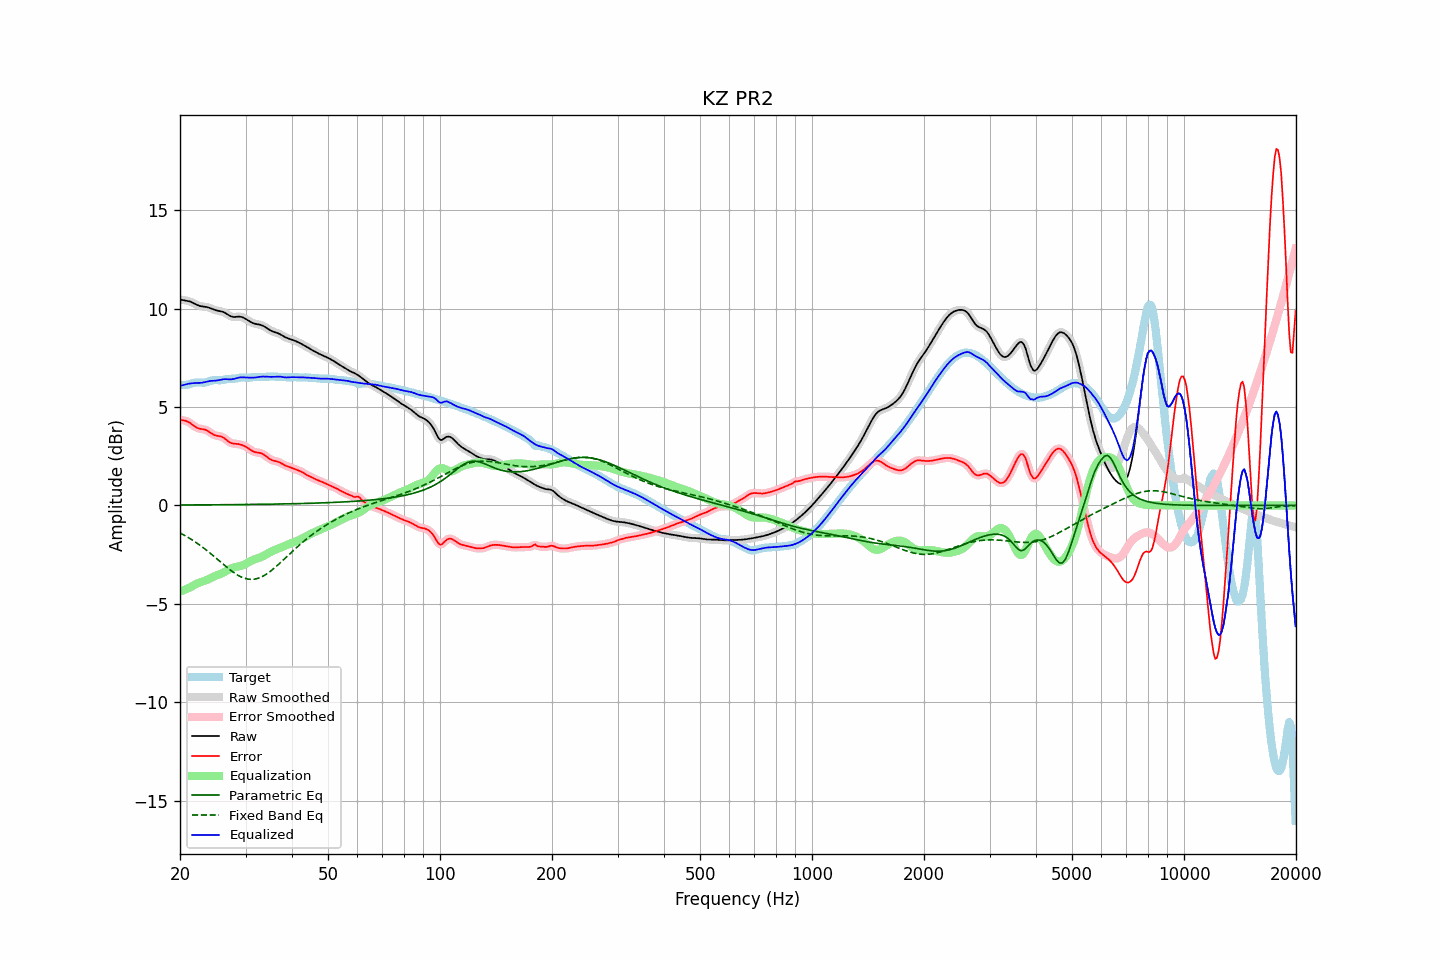 KZ PR2
Amplitude (dBr)
15
10
5
0
−5
−10
−15
Target
Raw Smoothed
Error Smoothed
Raw
Error
Equalization
Parametric Eq
Fixed Band Eq
Equalized
20 50 100 200 500 1000 2000 5000 10000 20000
Frequency (Hz)